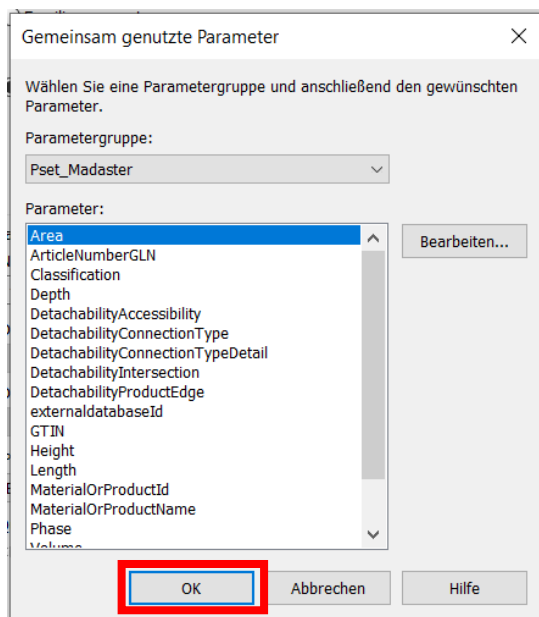 Gemeinsam genutzte Parameter
Wählen Sie eine Parametergruppe und anschließend den gewünschten
Parameter.
Parametergruppe:
Pset_Madaster
Parameter:
Area
Bearbeiten...
ArticleNumberGLN
Classification
Depth
DetachabilityAccessibility
DetachabilityConnectionType
DetachabilityConnectionTypeDetail
DetachabilityIntersection
DetachabilityProductEdge
externaldatabaseId
GTIN
Height
Length
MaterialOrProductId
MaterialOrProductName
Phase
Volume
OK
Abbrechen
Hilfe